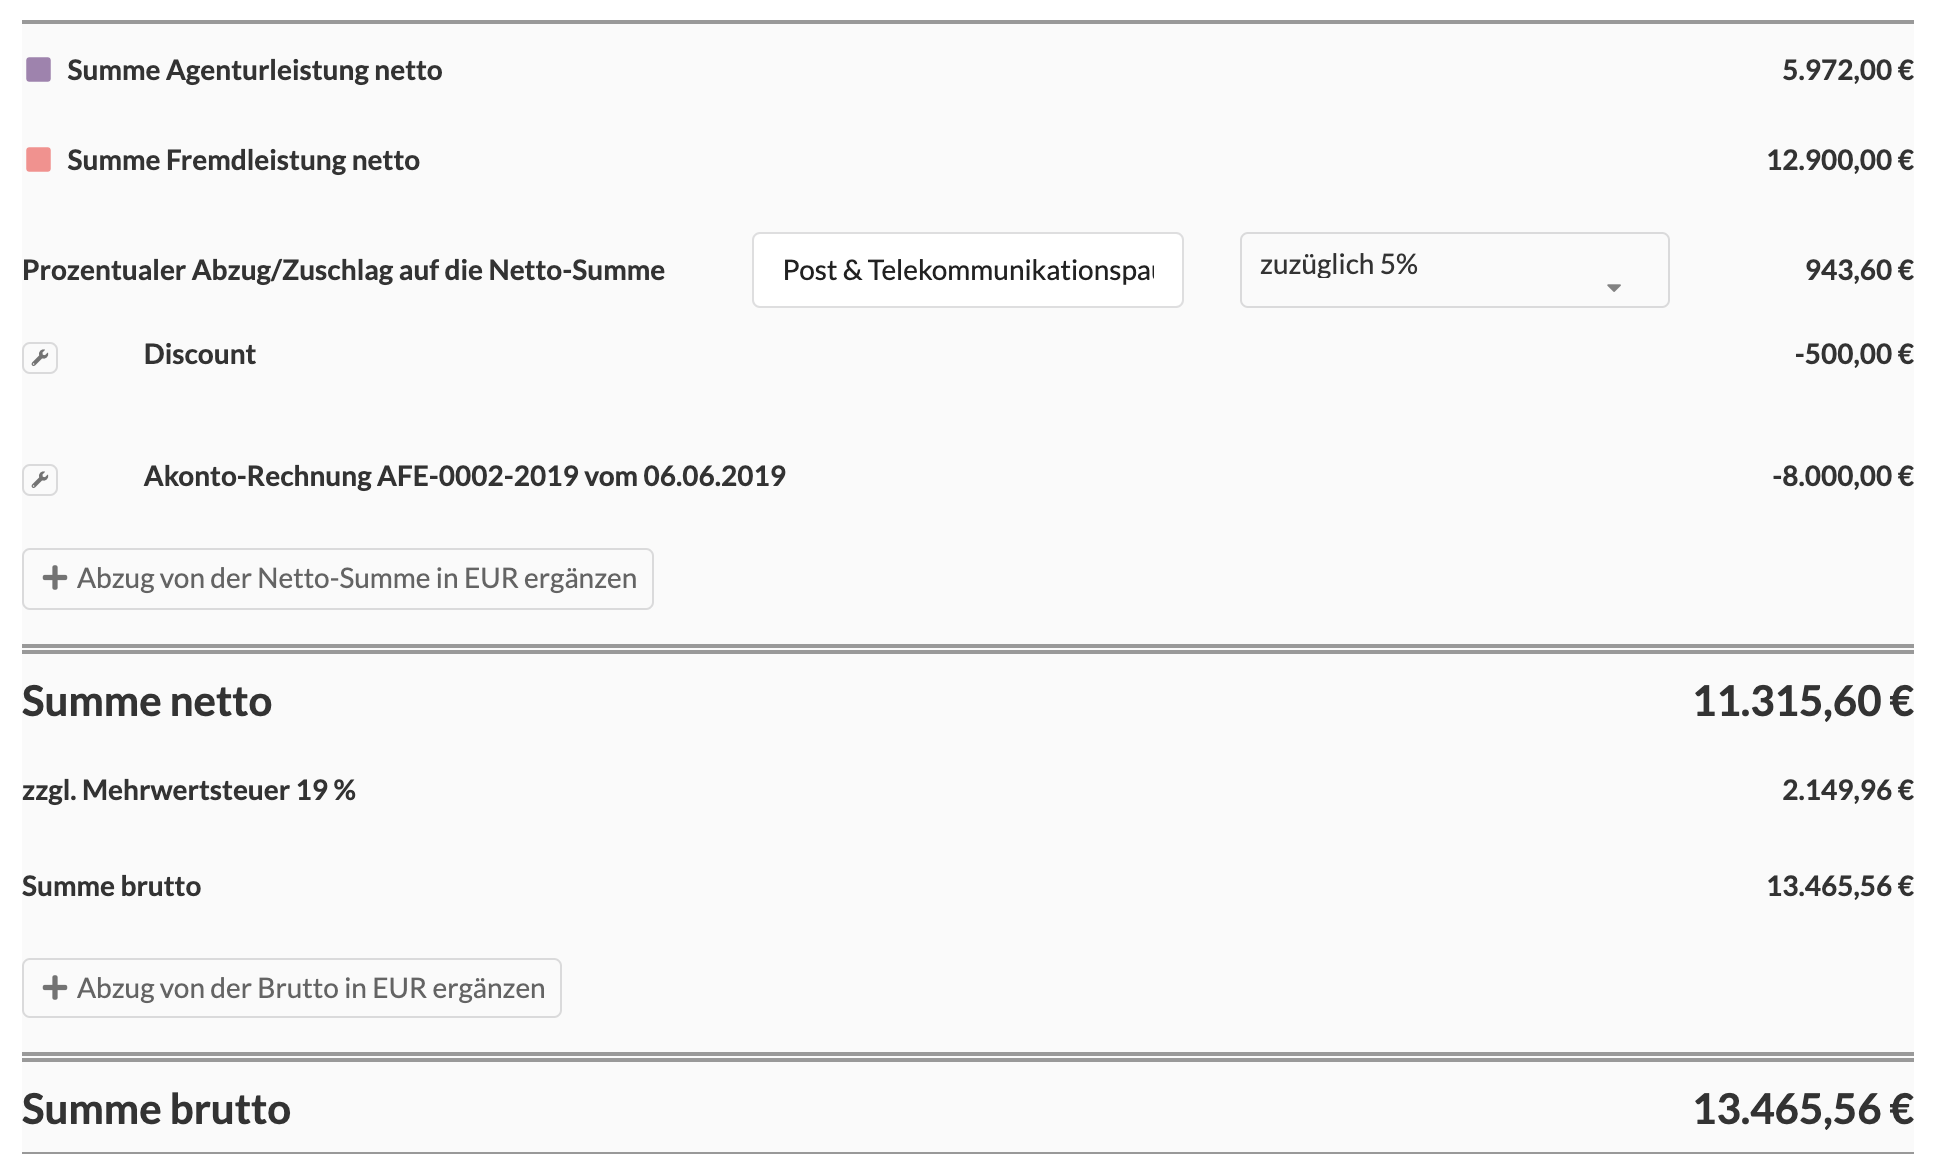 Summe Agenturleistung netto 5.972,00 €
Summe Fremdleistung netto 12.900,00 €
Prozentualer Abzug/Zuschlag auf die Netto-Summe Post & Telekommunikationspau zuzüglich 5% 943,60 €
Discount -500,00 €
Akonto-Rechnung AFE-0002-2019 vom 06.06.2019 -8.000,00 €
+ Abzug von der Netto-Summe in EUR ergänzen
Summe netto 11.315,60 €
zzgl. Mehrwertsteuer 19 % 2.149,96 €
Summe brutto 13.465,56 €
+ Abzug von der Brutto in EUR ergänzen
Summe brutto 13.465,56 €